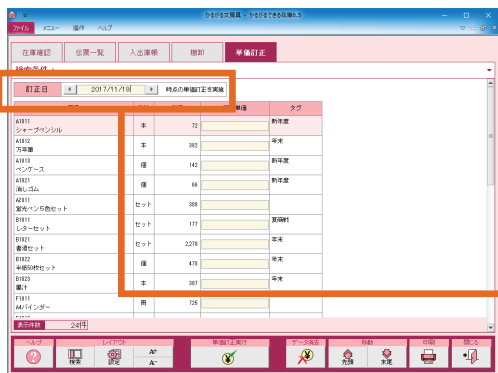 かるがる文房具 - かるがるできる在庫6.5
ファイル メニュー 操作 ヘルプ
在庫確認 伝票一覧 入出庫帳 棚卸 単価訂正
訂正日 2017/11/19 時点の単価訂正を実施
単価 タグ
A1011 シャープペンシル 本 72 新年度
A1012 万年筆 本 392 年末
A1013 ペンケース 個 142 新年度
A1021 消しゴム 個 66 新年度
A2011 蛍光ペン5色セット セット 300
B1011 レターセット セット 177 夏商戦
B1021 書道セット セット 2,278 年末
B1022 半紙50枚セット 個 478 年末
B1023 墨汁 本 387 年末
F1011 A4バインダー 冊 725
表示件数 24件
ヘルプ レイアウト 単価訂正実行 データ消去 移動 印刷 閉じる
検索 設定 A+ A- 先頭 末尾